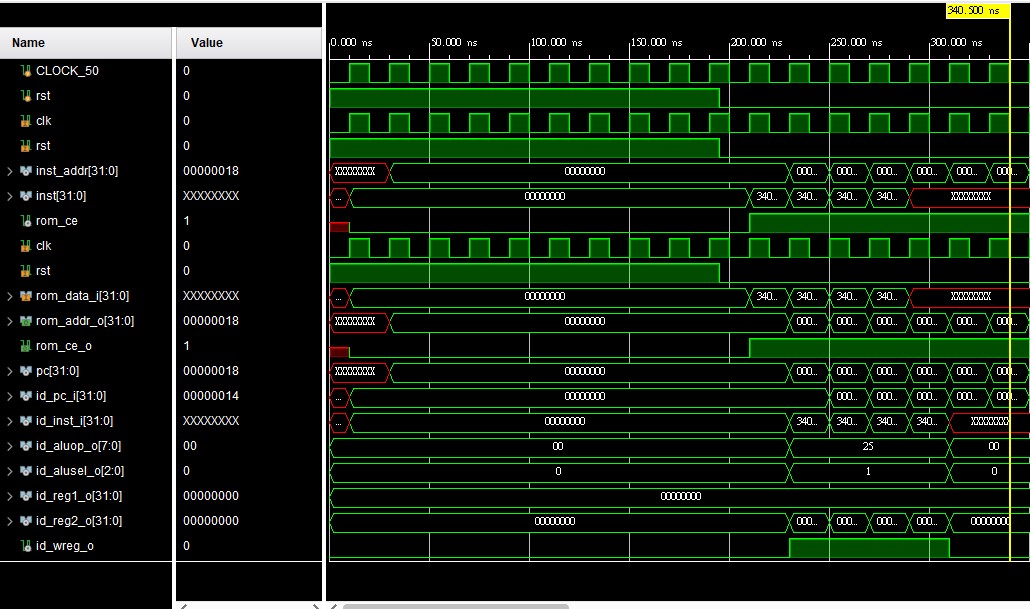 340.500 ns
Name Value
0.000 ns 50.000 ns 100.000 ns 150.000 ns 200.000 ns 250.000 ns 300.000 ns
CLOCK_50 0
rst 0
clk 0
rst 0
inst_addr[31:0] 00000018 XXXXXXXX 00000000 000... 000... 000... 000... 000... 000...
inst[31:0] XXXXXXXX ... 00000000 340... 340... 340... 340... XXXXXXXX
rom_ce 1
clk 0
rst 0
rom_data_i[31:0] XXXXXXXX ... 00000000 340... 340... 340... 340... XXXXXXXX
rom_addr_o[31:0] 00000018 XXXXXXXX 00000000 000... 000... 000... 000... 000... 000...
rom_ce_o 1
pc[31:0] 00000018 XXXXXXXX 00000000 000... 000... 000... 000... 000... 000...
id_pc_i[31:0] 00000014 ... 00000000 000... 000... 000... 000... 000...
id_inst_i[31:0] XXXXXXXX ... 00000000 340... 340... 340... 340... XXXXXXXX
id_aluop_o[7:0] 00 00 25 00
id_alusel_o[2:0] 0 0 1 0
id_reg1_o[31:0] 00000000 00000000
id_reg2_o[31:0] 00000000 00000000 000... 000... 000... 000... 00000000
id_wreg_o 0